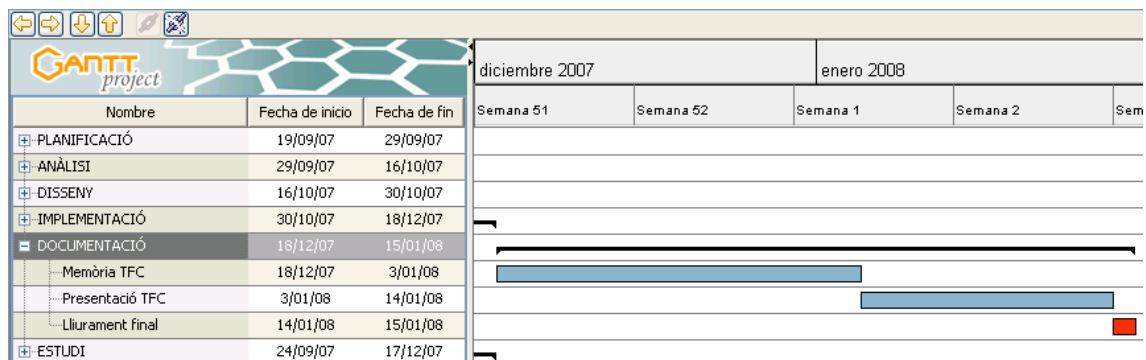 GANTT
project
diciembre 2007 enero 2008
Nombre Fecha de inicio Fecha de fin Semana 51 Semana 52 Semana 1 Semana 2 Sem
PLANIFICACIÓ 19/09/07 29/09/07
ANÀLISI 29/09/07 16/10/07
DISSENY 16/10/07 30/10/07
IMPLEMENTACIÓ 30/10/07 18/12/07
DOCUMENTACIÓ 18/12/07 15/01/08
Memòria TFC 18/12/07 3/01/08
Presentació TFC 3/01/08 14/01/08
Lliurament final 14/01/08 15/01/08
ESTUDI 24/09/07 17/12/07